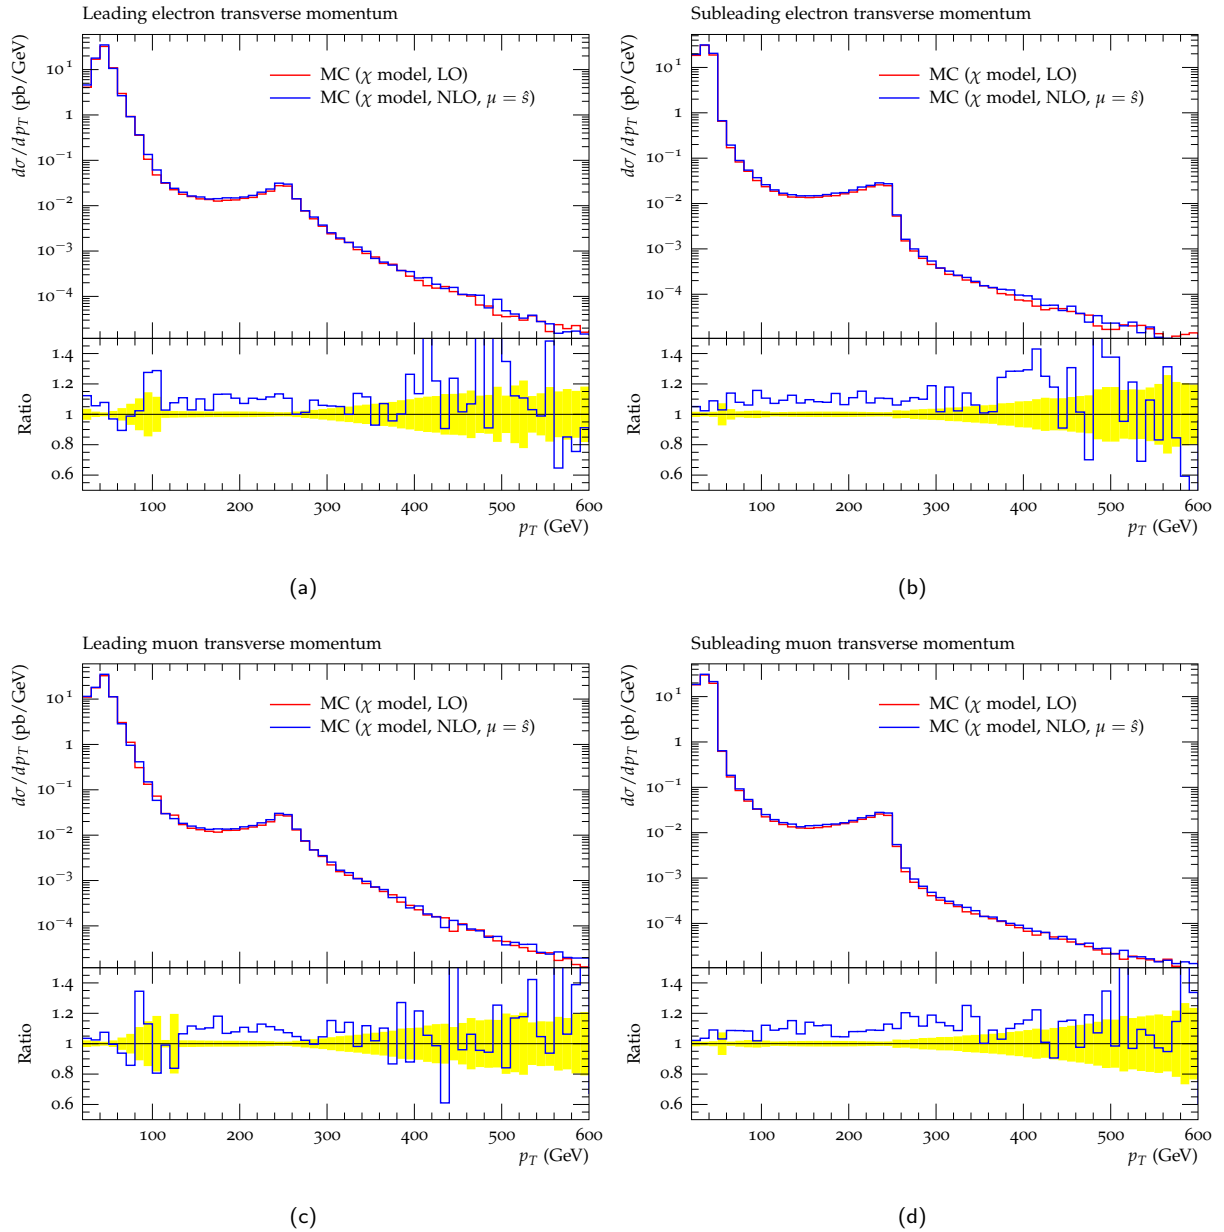 Leading electron transverse momentum
dσ/dp_T (pb/GeV)
10¹
1
10⁻¹
10⁻²
10⁻³
10⁻⁴
MC (χ model, LO)
MC (χ model, NLO, μ = ŝ)
Ratio
1.4
1.2
1
0.8
0.6
100 200 300 400 500 600
p_T (GeV)
(a)
Subleading electron transverse momentum
dσ/dp_T (pb/GeV)
10¹
1
10⁻¹
10⁻²
10⁻³
10⁻⁴
MC (χ model, LO)
MC (χ model, NLO, μ = ŝ)
Ratio
1.4
1.2
1
0.8
0.6
100 200 300 400 500 600
p_T (GeV)
(b)
Leading muon transverse momentum
dσ/dp_T (pb/GeV)
10¹
1
10⁻¹
10⁻²
10⁻³
10⁻⁴
MC (χ model, LO)
MC (χ model, NLO, μ = ŝ)
Ratio
1.4
1.2
1
0.8
0.6
100 200 300 400 500 600
p_T (GeV)
(c)
Subleading muon transverse momentum
dσ/dp_T (pb/GeV)
10¹
1
10⁻¹
10⁻²
10⁻³
10⁻⁴
MC (χ model, LO)
MC (χ model, NLO, μ = ŝ)
Ratio
1.4
1.2
1
0.8
0.6
100 200 300 400 500 600
p_T (GeV)
(d)